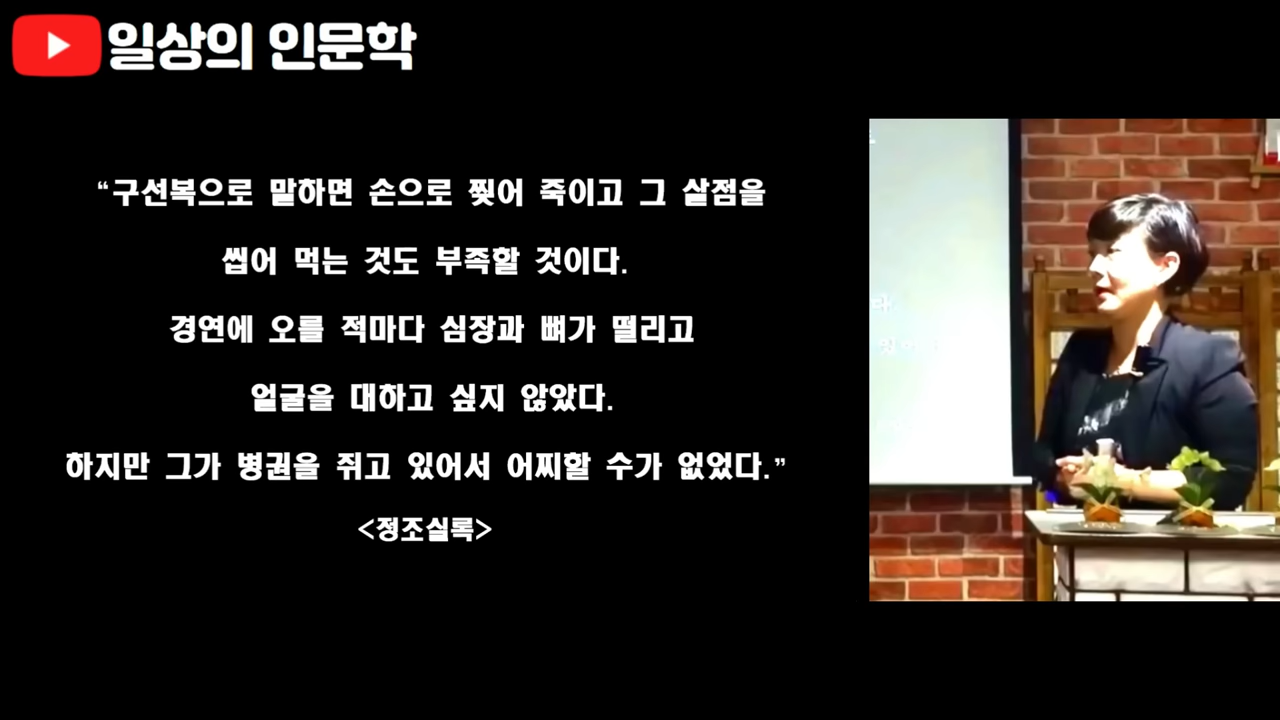 일상의 인문학
“구선복으로 말하면 손으로 찢어 죽이고 그 살점을
씹어 먹는 것도 부족할 것이다.
경연에 오를 적마다 심장과 뼈가 떨리고
얼굴을 대하고 싶지 않았다.
하지만 그가 병권을 쥐고 있어서 어찌할 수가 없었다.”
<정조실록>